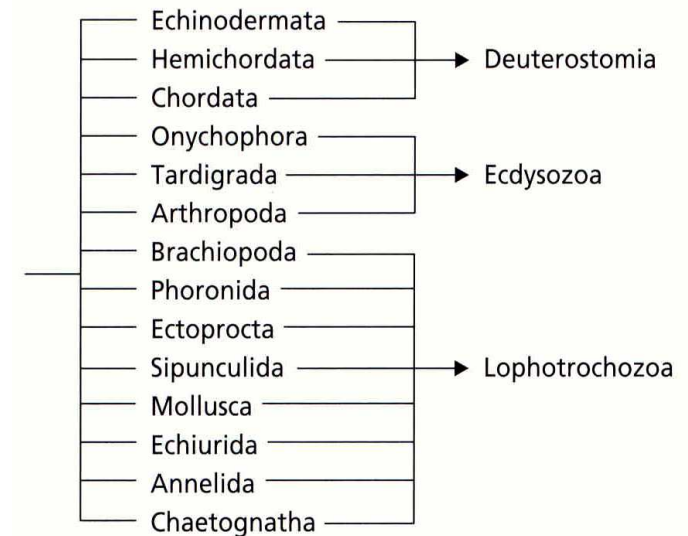 Echinodermata
Hemichordata
Deuterostomia
Chordata
Onychophora
Tardigrada
Ecdysozoa
Arthropoda
Brachiopoda
Phoronida
Ectoprocta
Sipunculida
Lophotrochozoa
Mollusca
Echiurida
Annelida
Chaetognatha